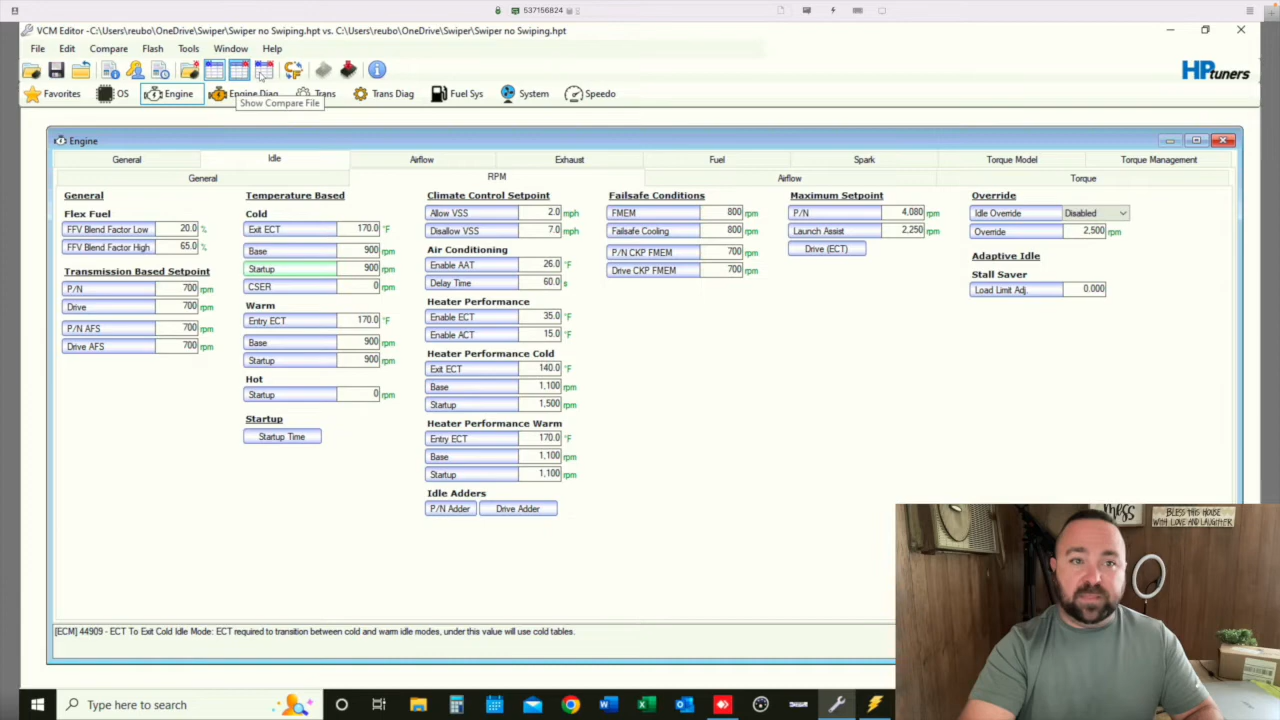 537156824
VCM Editor -C:\Users\reubo\OneDrive\Swiper\Swiper no Swiping.hpt vs. C:\Users\reubo\OneDrive\Swiper\Swiper no Swiping.hpt
File Edit Compare Flash Tools Window Help
HPtuners
Favorites OS Engine Engine Diag Trans Trans Diag Fuel Sys System Speedo
Show Compare File
Engine
General Idle Airflow Exhaust Fuel Spark Torque Model Torque Management
General RPM Airflow Torque
General
Flex Fuel
FFV Blend Factor Low 20.0 %
FFV Blend Factor High 65.0 %
Transmission Based Setpoint
P/N 700 rpm
Drive 700 rpm
P/N AFS 700 rpm
Drive AFS 700 rpm
Temperature Based
Cold
Exit ECT 170.0 °F
Base 900 rpm
Startup 900 rpm
CSER 0 rpm
Warm
Entry ECT 170.0 °F
Base 900 rpm
Startup 900 rpm
Hot
Startup 0 rpm
Startup
Startup Time
Climate Control Setpoint
Allow VSS 2.0 mph
Disallow VSS 7.0 mph
Air Conditioning
Enable AAT 26.0 °F
Delay Time 60.0 s
Heater Performance
Enable ECT 35.0 °F
Enable ACT 15.0 °F
Heater Performance Cold
Exit ECT 140.0 °F
Base 1,100 rpm
Startup 1,500 rpm
Heater Performance Warm
Entry ECT 170.0 °F
Base 1,100 rpm
Startup 1,100 rpm
Idle Adders
P/N Adder Drive Adder
Failsafe Conditions
FMEM 800 rpm
Failsafe Cooling 800 rpm
P/N CKP FMEM 700 rpm
Drive CKP FMEM 700 rpm
Maximum Setpoint
P/N 4,080 rpm
Launch Assist 2,250 rpm
Drive (ECT)
Override
Idle Override Disabled
Override 2,500 rpm
Adaptive Idle
Stall Saver
Load Limit Adj. 0.000
[ECM] 44909 - ECT To Exit Cold Idle Mode: ECT required to transition between cold and warm idle modes, under this value will use cold tables.
mess
BLESS THIS HOUSE
WITH LOVE AND LAUGHTER
Type here to search